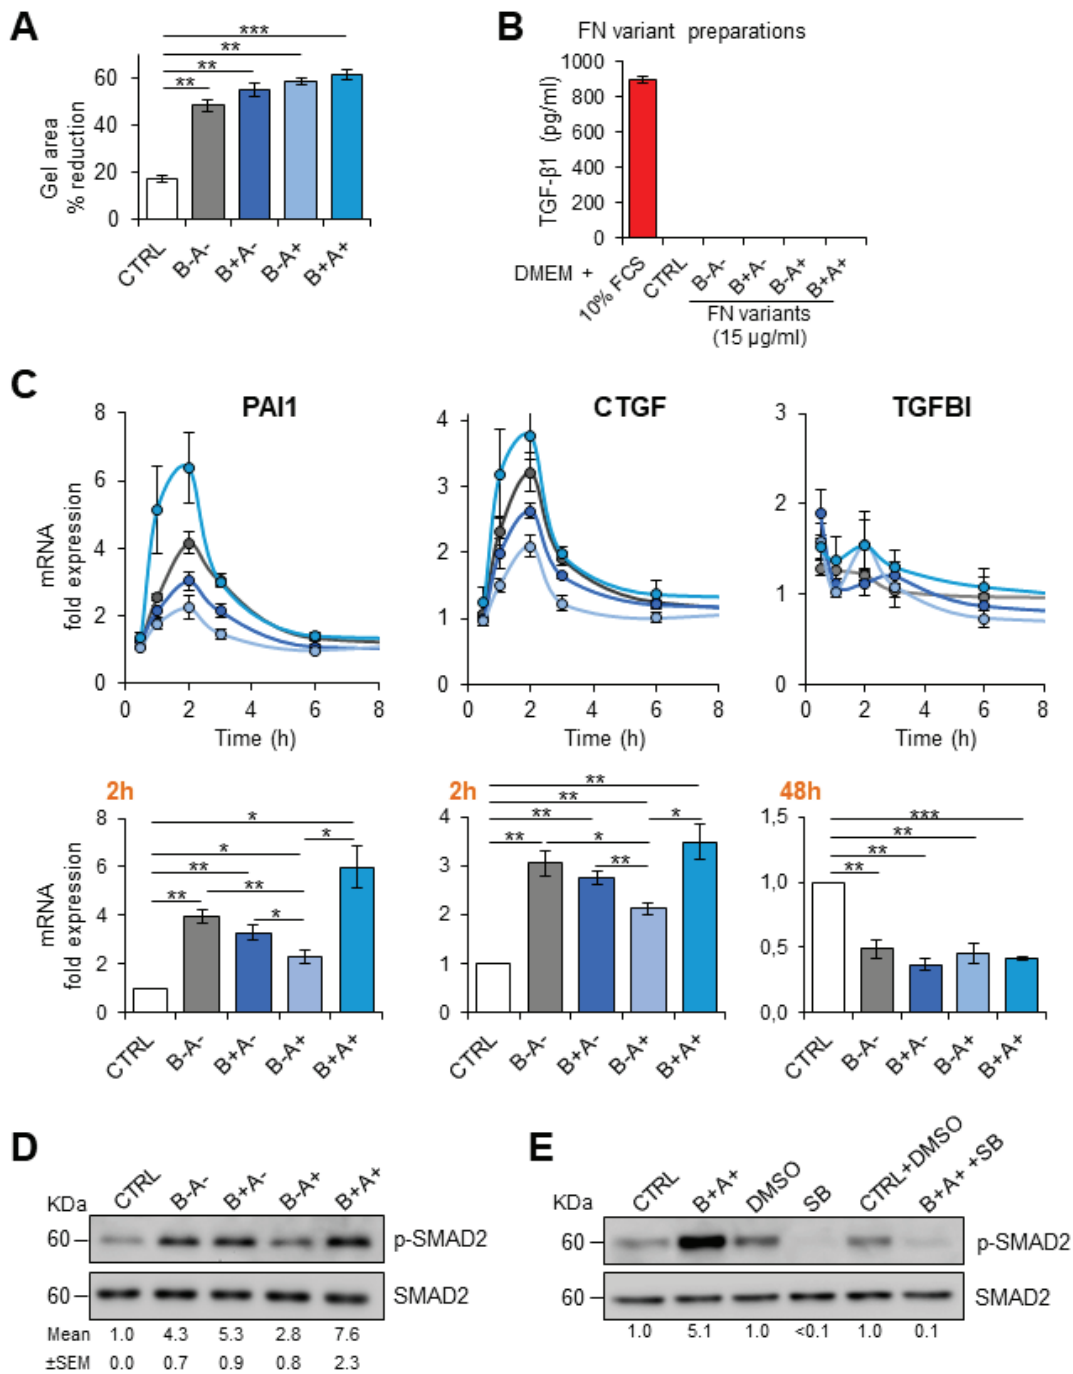 A
***
**
**
**
60
40
20
0
Gel area
% reduction
CTRL
B-A-
B+A-
B-A+
B+A+
B
FN variant preparations
1000
800
600
400
200
0
TGF-β1 (pg/ml)
DMEM +
10% FCS
CTRL
B-A-
B+A-
B-A+
B+A+
FN variants
(15 µg/ml)
C
PAI1
8
6
4
2
0
mRNA
fold expression
0 2 4 6 8
Time (h)
CTGF
4
3
2
1
0
0 2 4 6 8
Time (h)
TGFBI
3
2
1
0
0 2 4 6 8
Time (h)
2h
*
*
*
**
**
**
*
8
6
4
2
0
mRNA
fold expression
CTRL
B-A-
B+A-
B-A+
B+A+
2h
**
**
**
*
**
*
**
4
3
2
1
0
CTRL
B-A-
B+A-
B-A+
B+A+
48h
***
**
**
**
1,5
1,0
0,5
0,0
CTRL
B-A-
B+A-
B-A+
B+A+
D
KDa
CTRL
B-A-
B+A-
B-A+
B+A+
60
p-SMAD2
60
SMAD2
Mean 1.0 4.3 5.3 2.8 7.6
±SEM 0.0 0.7 0.9 0.8 2.3
E
KDa
CTRL
B+A+
DMSO
SB
CTRL+DMSO
B+A+ +SB
60
p-SMAD2
60
SMAD2
1.0 5.1 1.0 <0.1 1.0 0.1